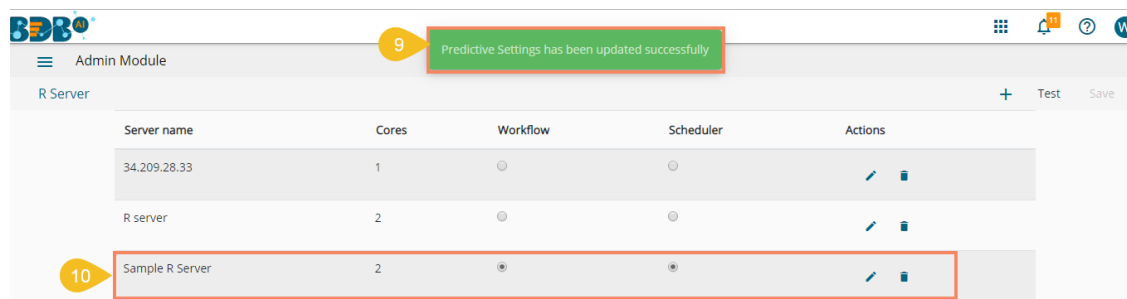 BDB AI
11
W
9 Predictive Settings has been updated successfully
Admin Module
R Server + Test Save
Server name Cores Workflow Scheduler Actions
34.209.28.33 1
R server 2
10 Sample R Server 2